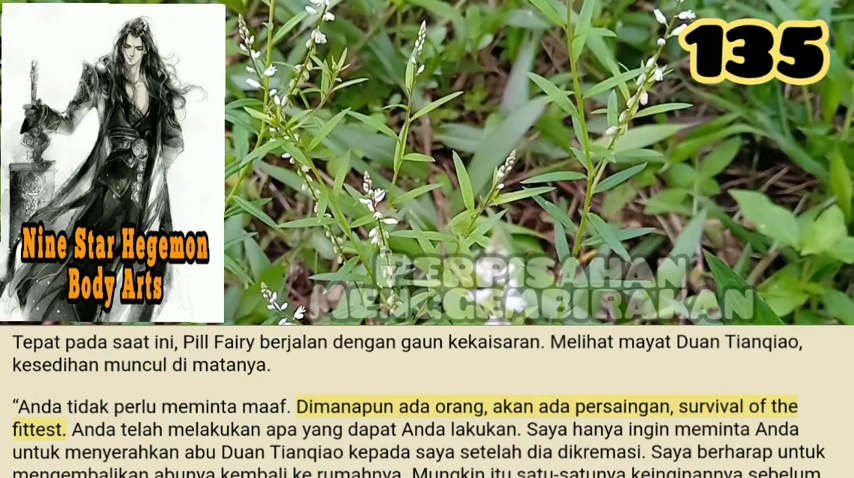 135
Nine Star Hegemon
Body Arts
PERPISAHAN
MENGGEMBIRAKAN
Tepat pada saat ini, Pill Fairy berjalan dengan gaun kekaisaran. Melihat mayat Duan Tianqiao,
kesedihan muncul di matanya.
“Anda tidak perlu meminta maaf. Dimanapun ada orang, akan ada persaingan, survival of the
fittest. Anda telah melakukan apa yang dapat Anda lakukan. Saya hanya ingin meminta Anda
untuk menyerahkan abu Duan Tianqiao kepada saya setelah dia dikremasi. Saya berharap untuk
mengembalikan abunya kembali ke rumahnya. Mungkin itu satu-satunya keinginannya sebelum